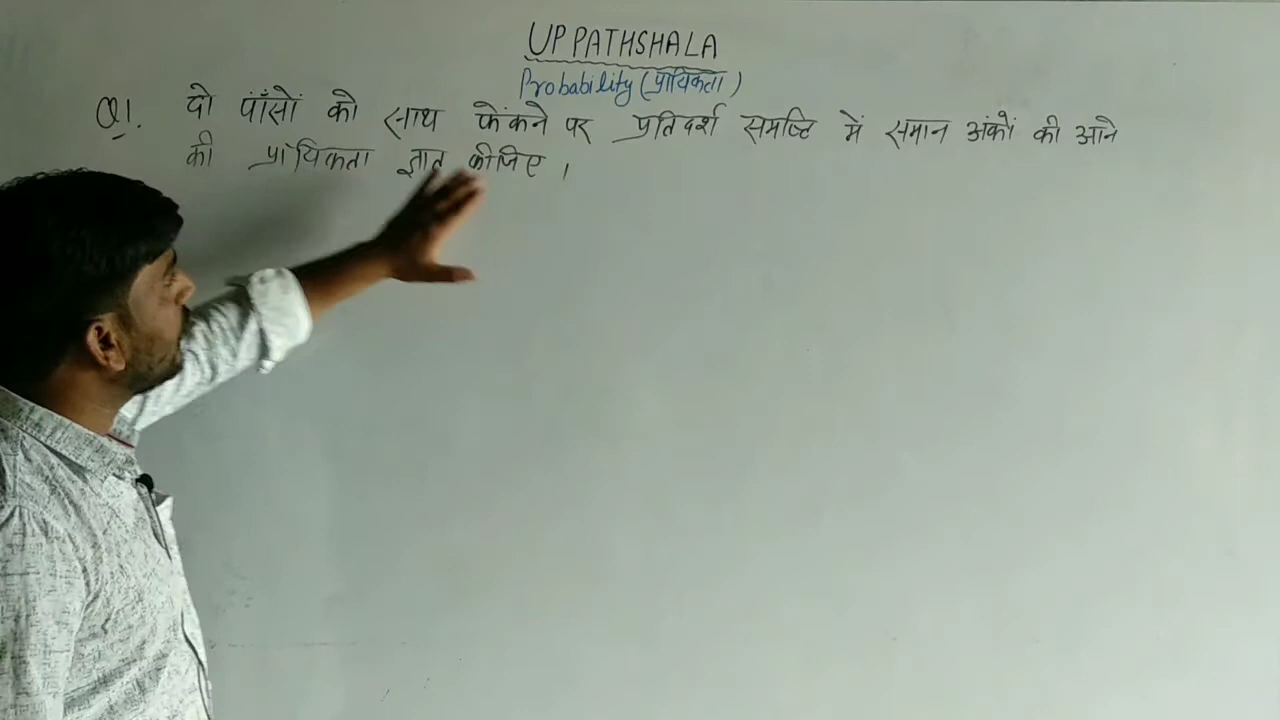 UP PATHSHALA
Probability (प्रायिकता)
Q1. दो पाँसों को साथ फेंकने पर प्रतिदर्श समष्टि में समान अंकों की आने
की प्रायिकता ज्ञात कीजिए ।